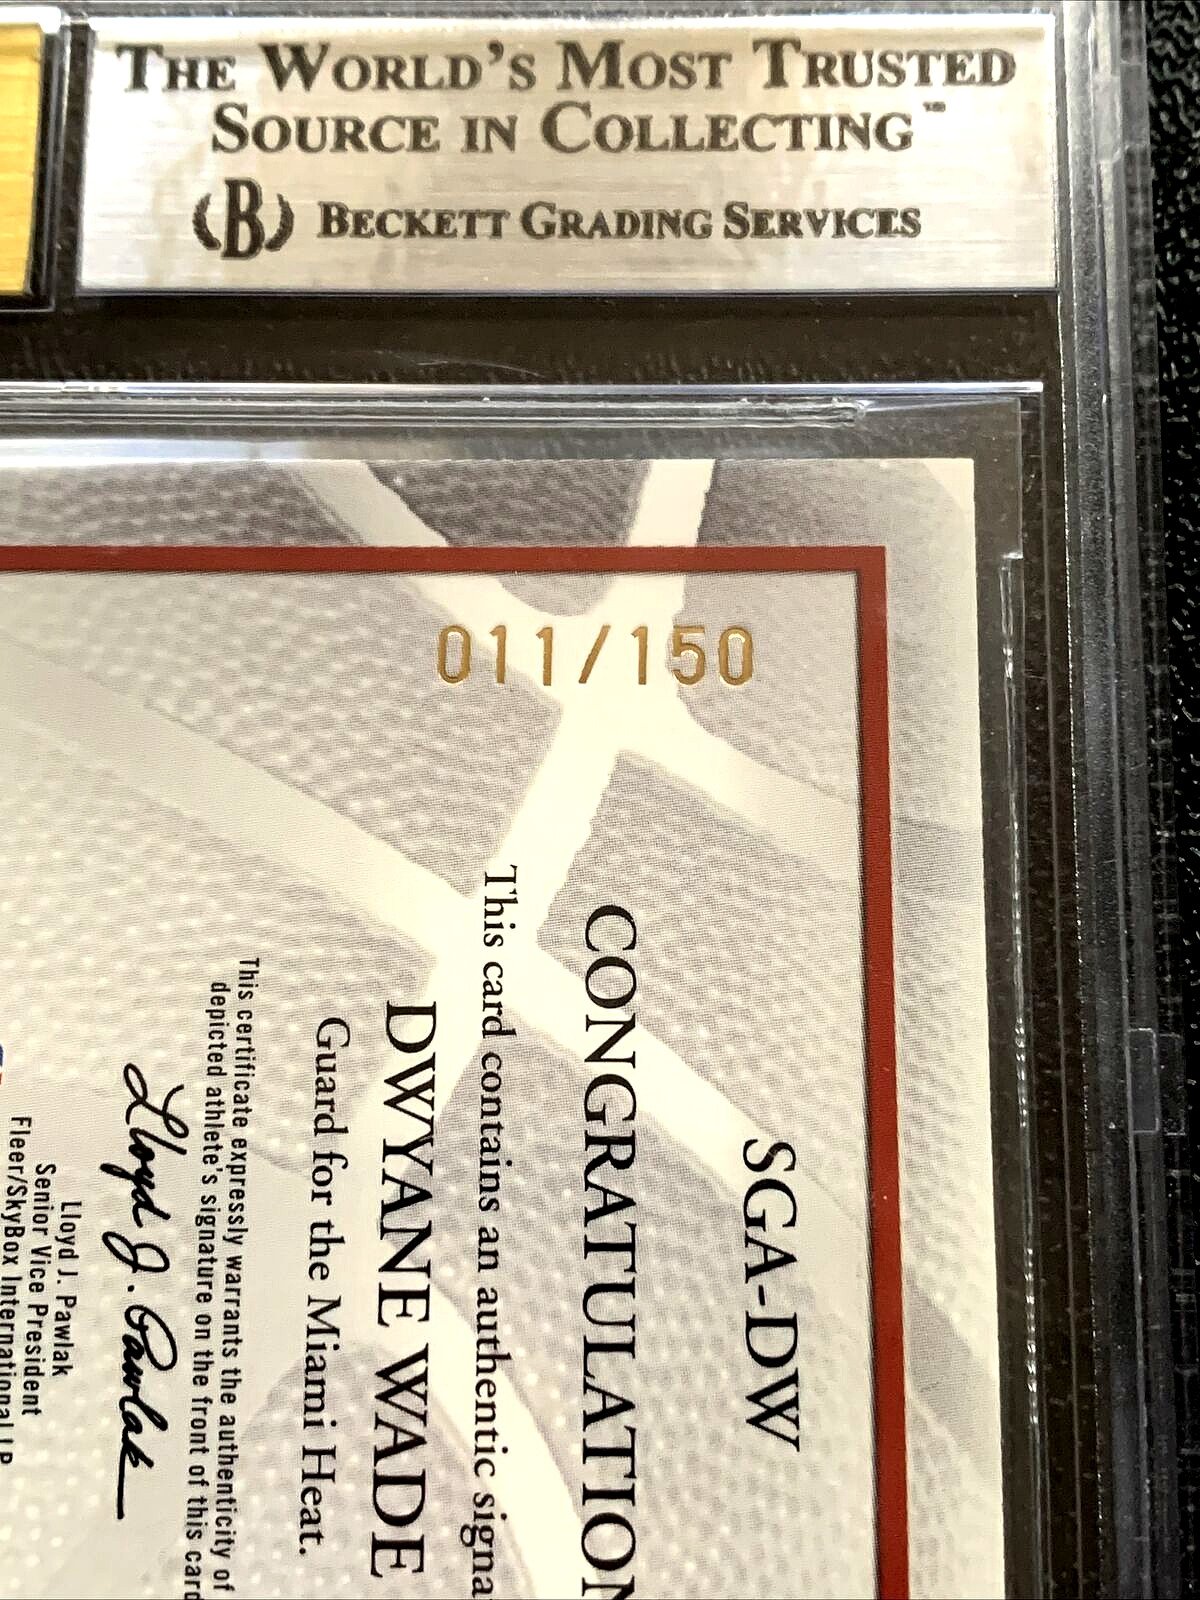 THE WORLD'S MOST TRUSTED
SOURCE IN COLLECTING™
B BECKETT GRADING SERVICES
011/150
SGA-DW
CONGRATULATION
This card contains an authentic signa
DWYANE WADE
Guard for the Miami Heat.
This certificate expressly warrants the authenticity of
depicted athlete's signature on the front of this card
Lloyd J. Pawlak
Lloyd J. Pawlak
Senior Vice President
Fleer/SkyBox International LP